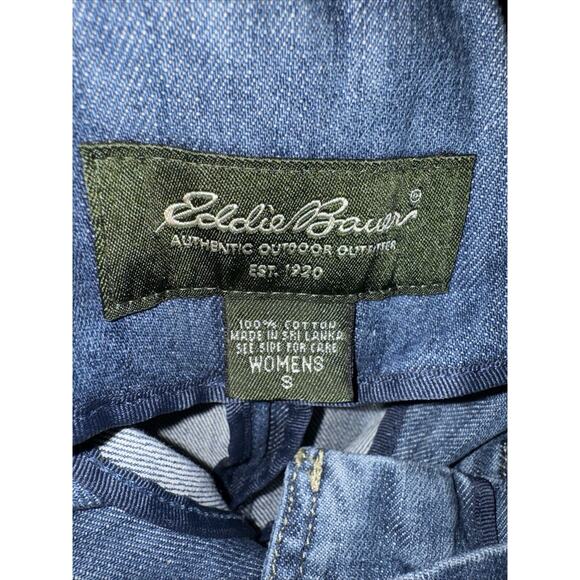 Eddie Bauer®
AUTHENTIC OUTDOOR OUTFITTER
EST. 1920
100% COTTON
MADE IN SRI LANKA
SEE SIDE FOR CARE
WOMENS
S